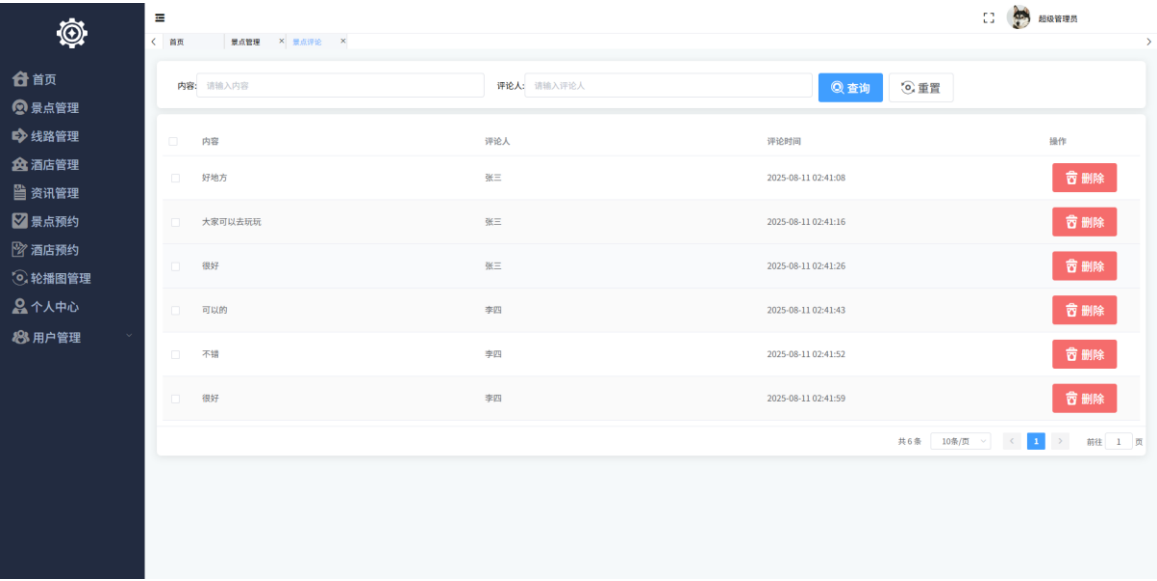 超级管理员
首页 景点管理 × 景点评论 ×
首页
景点管理
线路管理
酒店管理
资讯管理
景点预约
酒店预约
轮播图管理
个人中心
用户管理
内容: 请输入内容 评论人: 请输入评论人 查询 重置
内容 评论人 评论时间 操作
好地方 张三 2025-08-11 02:41:08 删除
大家可以去玩玩 张三 2025-08-11 02:41:16 删除
很好 张三 2025-08-11 02:41:26 删除
可以的 李四 2025-08-11 02:41:43 删除
不错 李四 2025-08-11 02:41:52 删除
很好 李四 2025-08-11 02:41:59 删除
共 6 条 10条/页 1 前往 1 页